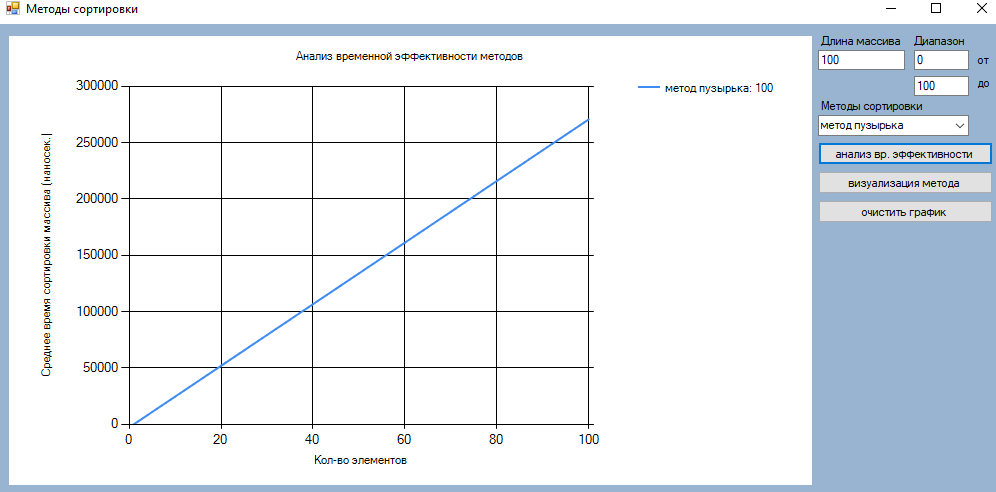 Методы сортировки
Анализ временной эффективности методов
300000
250000
200000
150000
100000
50000
0
0 20 40 60 80 100
Кол-во элементов
Среднее время сортировки массива (наносек.)
метод пузырька: 100
Длина массива Диапазон
100 0 от
100 до
Методы сортировки
метод пузырька
анализ вр. эффективности
визуализация метода
очистить график